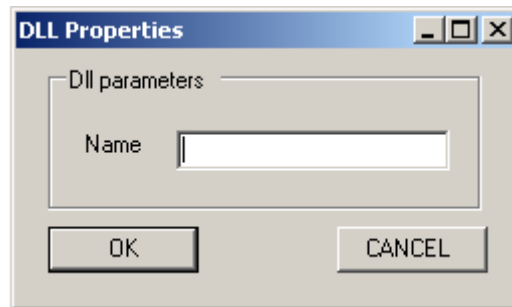 DLL Properties
Dll parameters
Name
OK
CANCEL